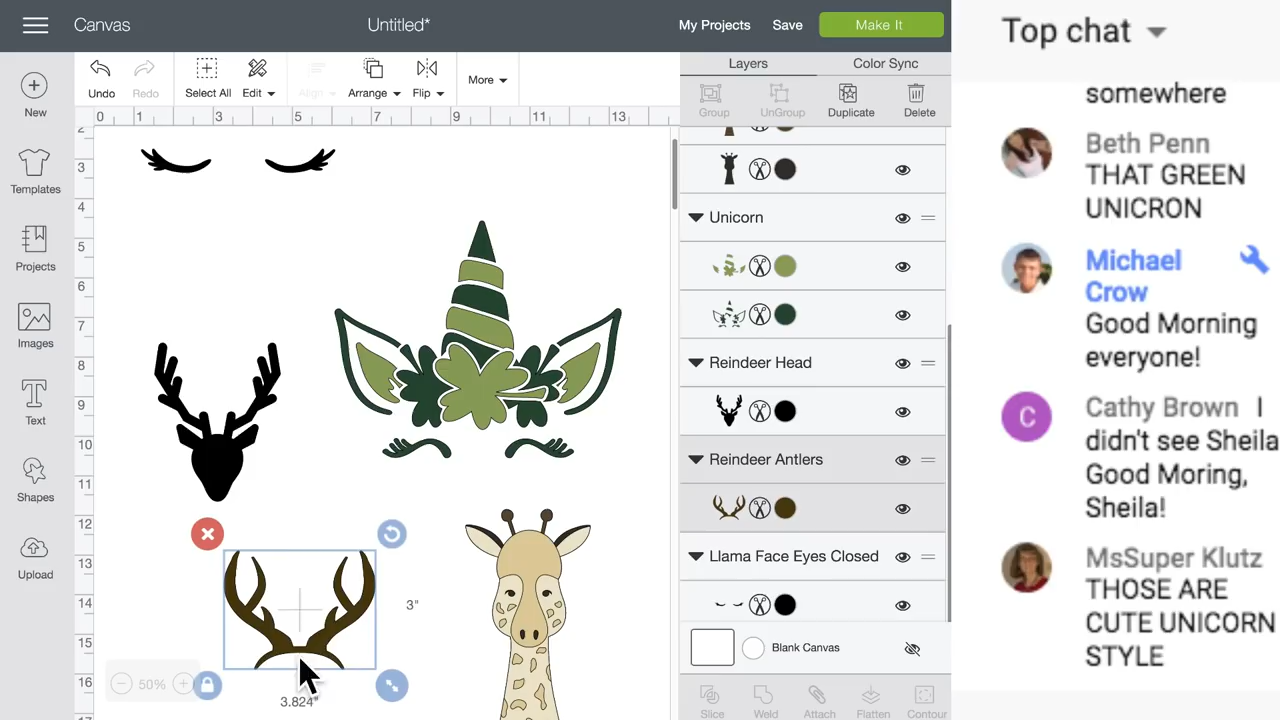 Canvas
Untitled*
My Projects
Save
Make It
New
Templates
Projects
Images
Text
Shapes
Upload
Undo
Redo
Select All
Edit
Align
Arrange
Flip
More
0 1 3 5 7 9 11 13
2
3
4
5
6
7
8
9
10
11
12
13
14
15
16
3"
3.824"
50%
Layers
Color Sync
Group
UnGroup
Duplicate
Delete
Unicorn
Reindeer Head
Reindeer Antlers
Llama Face Eyes Closed
Blank Canvas
Slice
Weld
Attach
Flatten
Contour
Top chat
somewhere
Beth Penn
THAT GREEN
UNICRON
Michael
Crow
Good Morning
everyone!
C
Cathy Brown I
didn't see Sheila
Good Moring,
Sheila!
MsSuper Klutz
THOSE ARE
CUTE UNICORN
STYLE